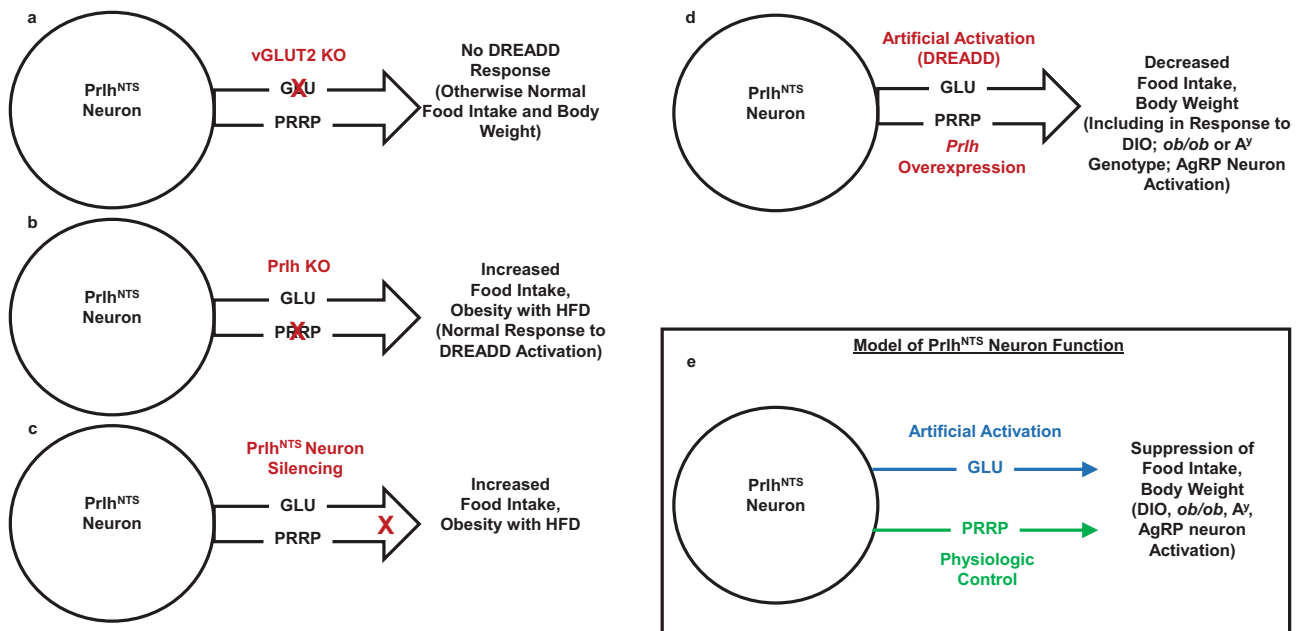 a
Prlh^NTS
Neuron
vGLUT2 KO
GLU
X
PRRP
No DREADD
Response
(Otherwise Normal
Food Intake and Body
Weight)
b
Prlh^NTS
Neuron
Prlh KO
GLU
PRRP
X
Increased
Food Intake,
Obesity with HFD
(Normal Response to
DREADD Activation)
c
Prlh^NTS
Neuron
Prlh^NTS Neuron
Silencing
GLU
X
PRRP
Increased
Food Intake,
Obesity with HFD
d
Prlh^NTS
Neuron
Artificial Activation
(DREADD)
GLU
PRRP
Prlh
Overexpression
Decreased
Food Intake,
Body Weight
(Including in Response to
DIO; ob/ob or A^y
Genotype; AgRP Neuron
Activation)
Model of Prlh^NTS Neuron Function
e
Prlh^NTS
Neuron
Artificial Activation
GLU
PRRP
Physiologic
Control
Suppression of
Food Intake,
Body Weight
(DIO, ob/ob, A^y,
AgRP neuron
Activation)